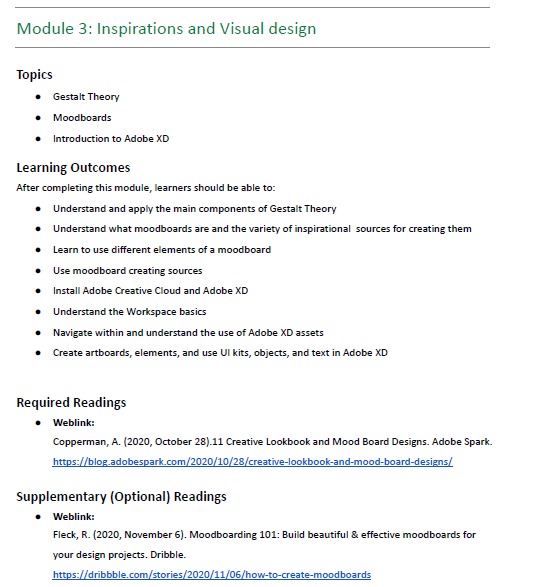 Module 3: Inspirations and Visual design
Topics
● Gestalt Theory
● Moodboards
● Introduction to Adobe XD
Learning Outcomes
After completing this module, learners should be able to:
● Understand and apply the main components of Gestalt Theory
● Understand what moodboards are and the variety of inspirational sources for creating them
● Learn to use different elements of a moodboard
● Use moodboard creating sources
● Install Adobe Creative Cloud and Adobe XD
● Understand the Workspace basics
● Navigate within and understand the use of Adobe XD assets
● Create artboards, elements, and use UI kits, objects, and text in Adobe XD
Required Readings
● Weblink:
Copperman, A. (2020, October 28).11 Creative Lookbook and Mood Board Designs. Adobe Spark.
https://blog.adobespark.com/2020/10/28/creative-lookbook-and-mood-board-designs/
Supplementary (Optional) Readings
● Weblink:
Fleck, R. (2020, November 6). Moodboarding 101: Build beautiful & effective moodboards for
your design projects. Dribble.
https://dribbble.com/stories/2020/11/06/how-to-create-moodboards